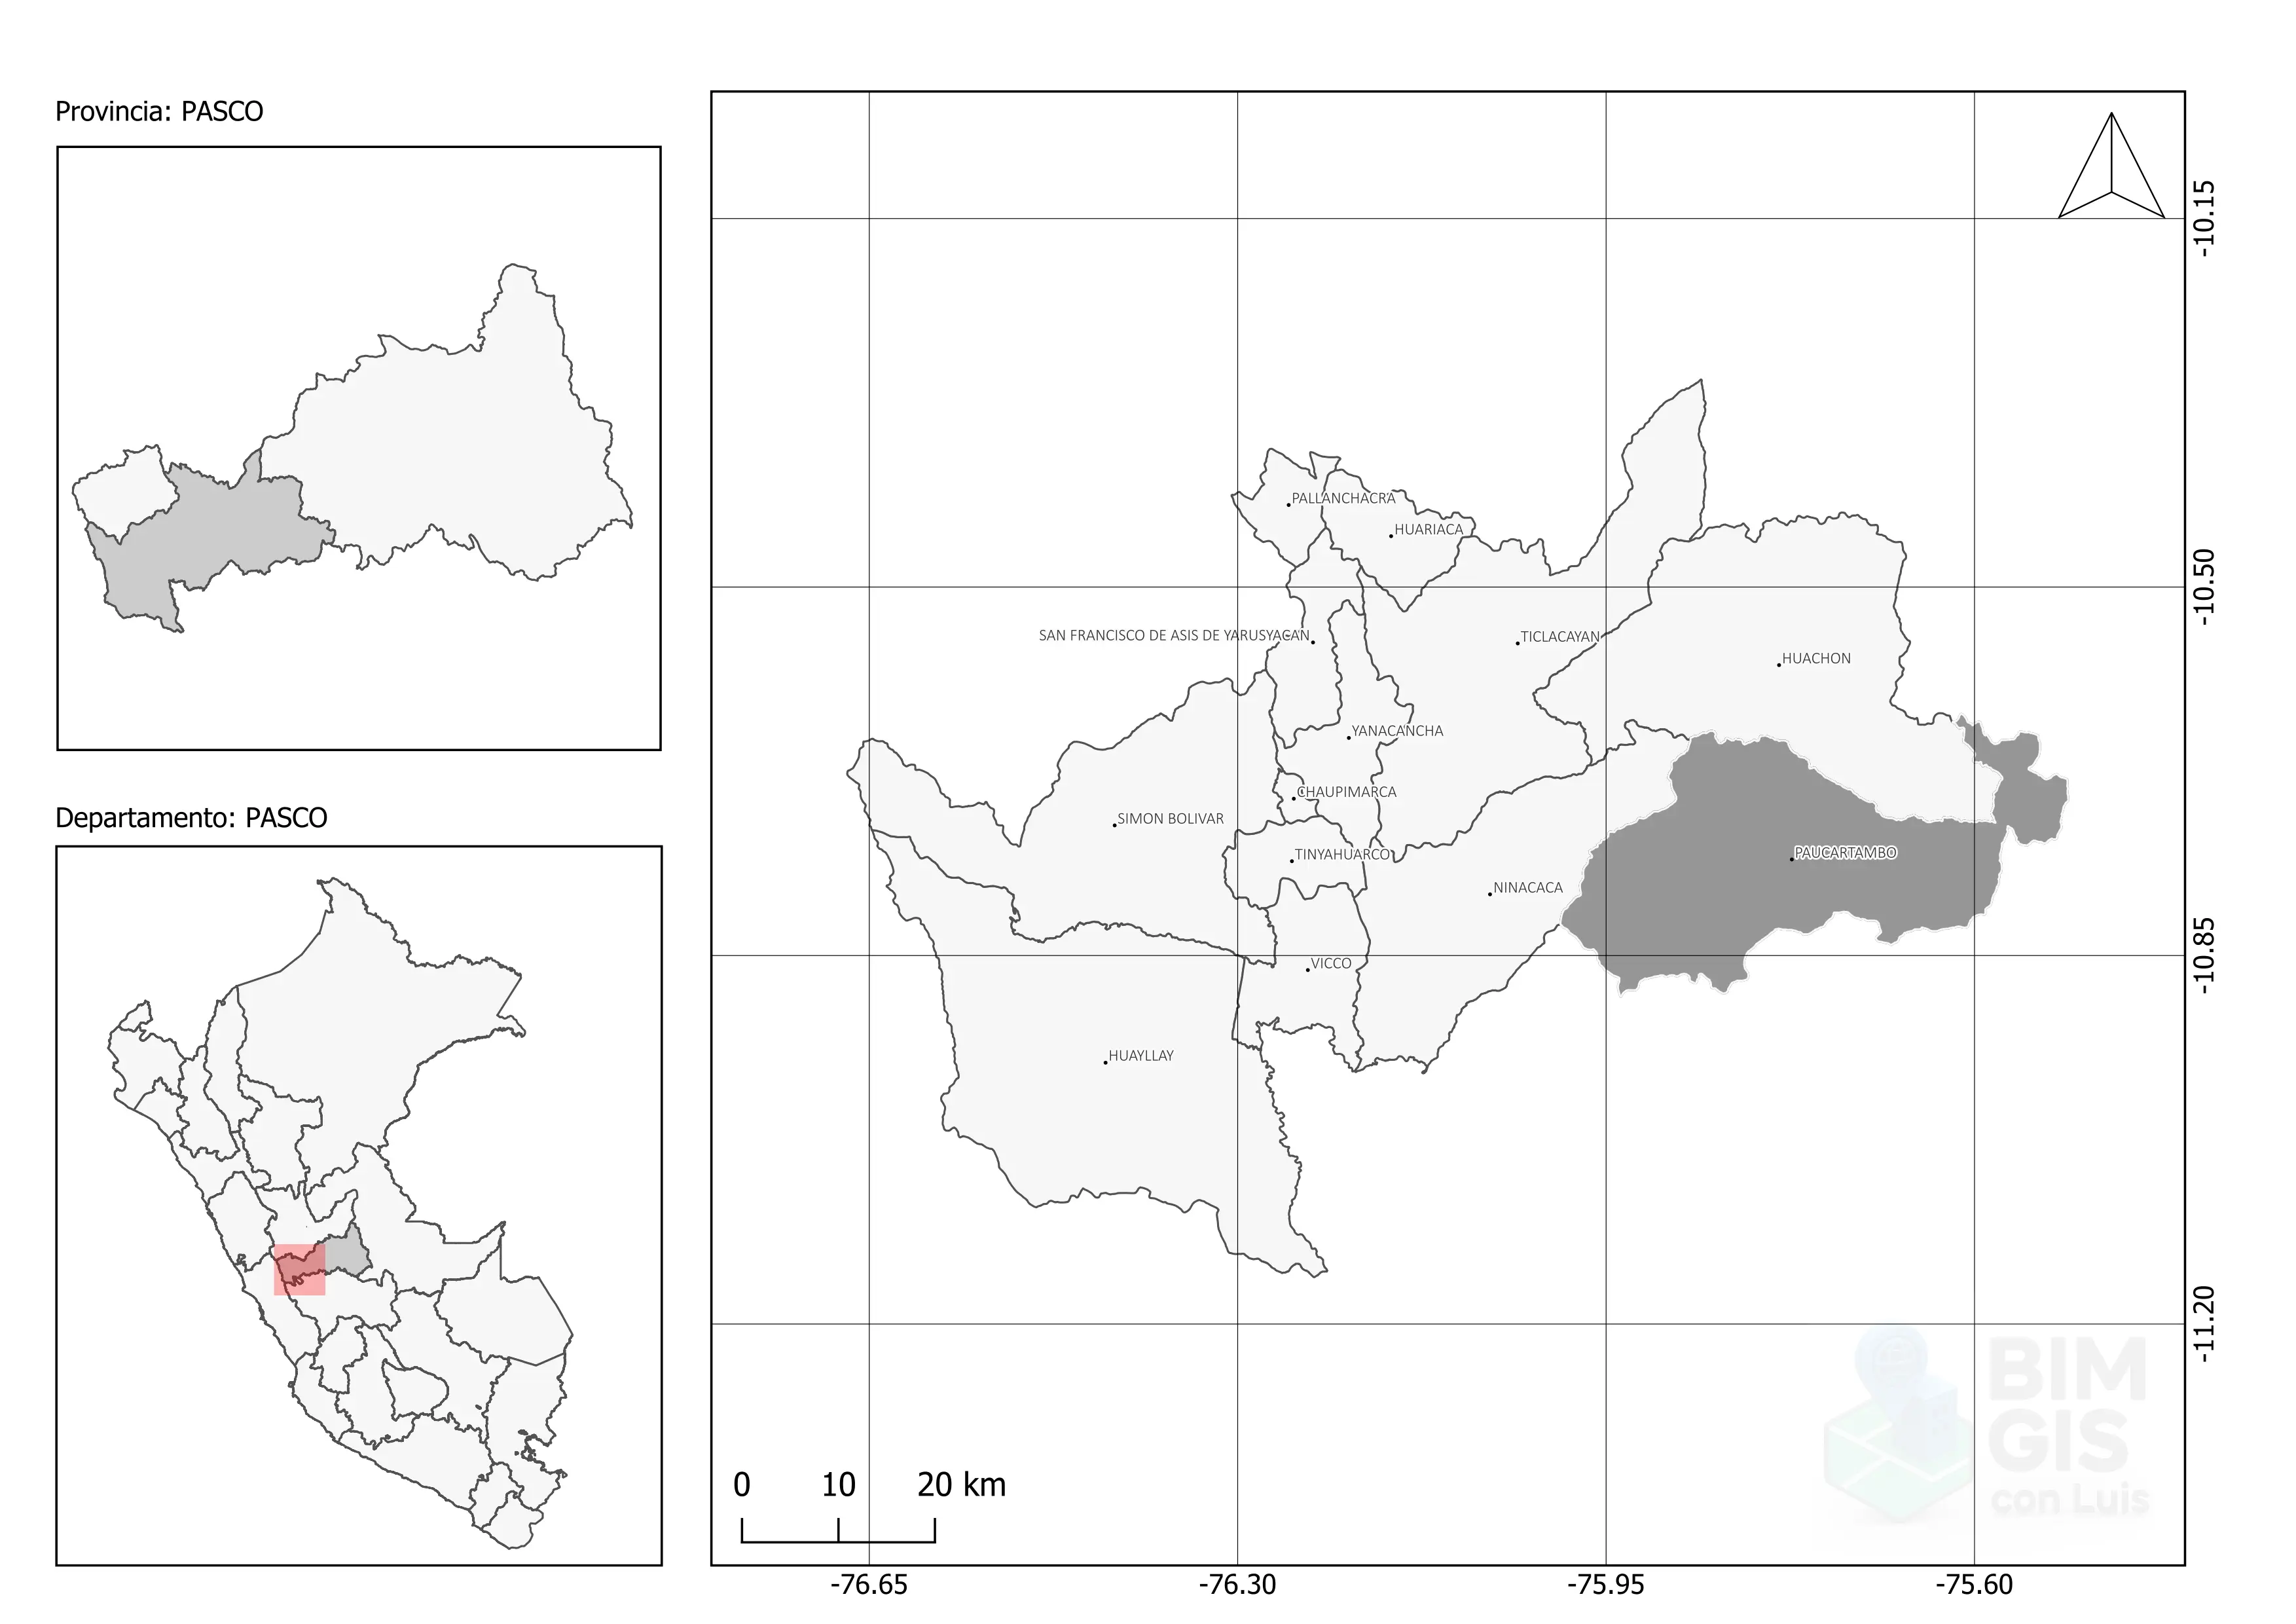 Provincia: PASCO
Departamento: PASCO
PALLANCHACRA
HUARIACA
SAN FRANCISCO DE ASIS DE YARUSYACAN
TICLACAYAN
HUACHON
YANACANCHA
CHAUPIMARCA
SIMON BOLIVAR
TINYAHUARCO
PAUCARTAMBO
NINACACA
VICCO
HUAYLLAY
-10.15
-10.50
-10.85
-11.20
BIM
GIS
con Luis
0 10 20 km
-76.65 -76.30 -75.95 -75.60